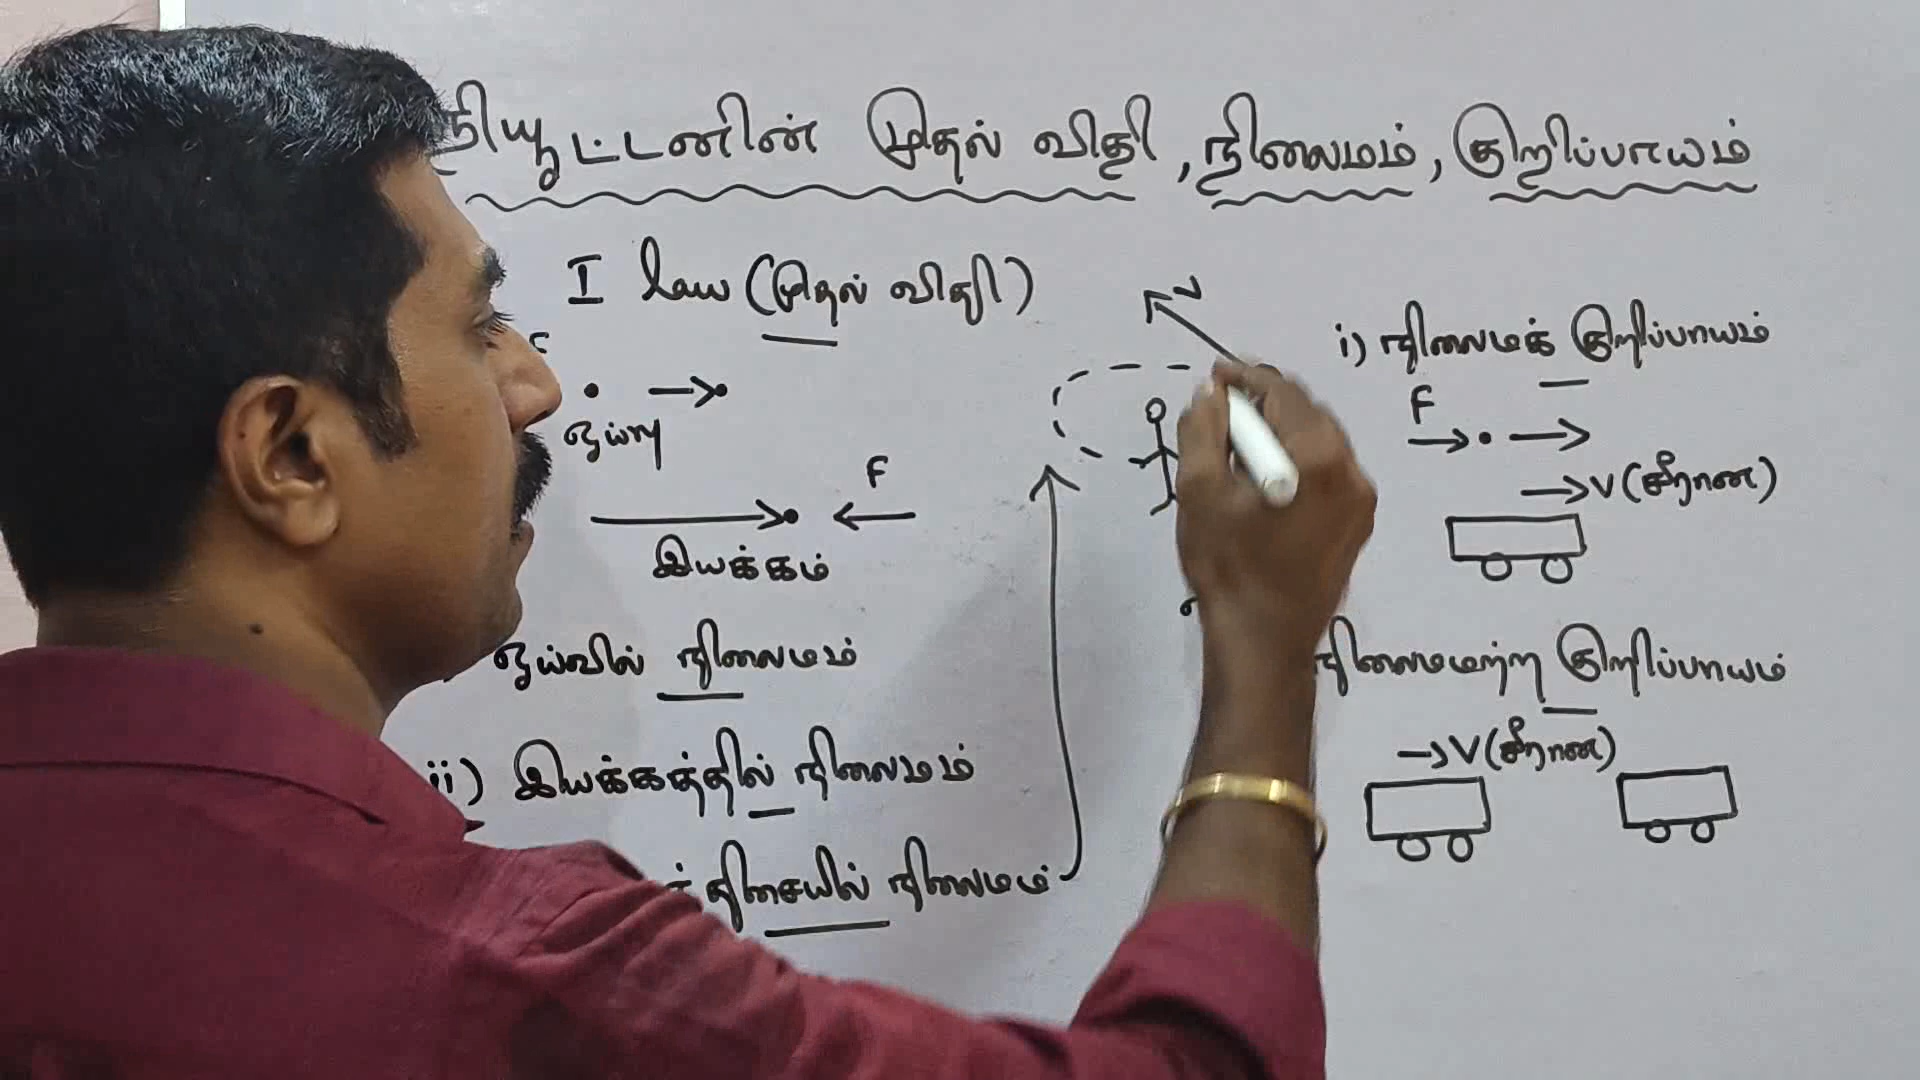 நியூட்டனின் முதல் விதி, நிலைமம், குறிப்பாயம்
I law (முதல் விதி)
ஓய்வு
F
இயக்கம்
ஓய்வில் நிலைமம்
ii) இயக்கத்தில் நிலைமம்
திசையில் நிலைமம்
V
i) நிலைமக் குறிப்பாயம்
F
V (சீரான)
நிலைமமற்ற குறிப்பாயம்
V (சீரான)